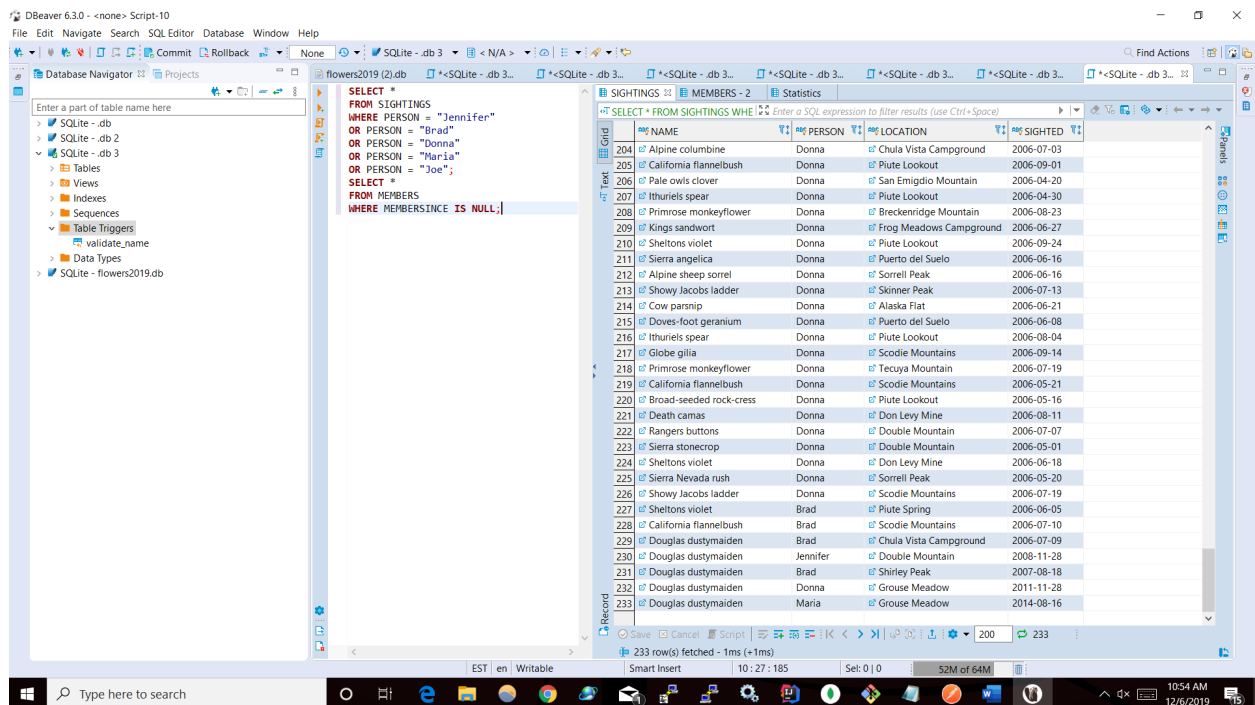 DBeaver 6.3.0 - <none> Script-10
File Edit Navigate Search SQL Editor Database Window Help
Commit Rollback None SQLite - .db 3 < N/A > Find Actions
Database Navigator Projects
Enter a part of table name here
SQLite - .db
SQLite - .db 2
SQLite - .db 3
Tables
Views
Indexes
Sequences
Table Triggers
validate_name
Data Types
SQLite - flowers2019.db
flowers2019 (2).db *<SQLite - .db 3... *<SQLite - .db 3... *<SQLite - .db 3... *<SQLite - .db 3... *<SQLite - .db 3... *<SQLite - .db 3... *<SQLite - .db 3...
SELECT *
FROM SIGHTINGS
WHERE PERSON = "Jennifer"
OR PERSON = "Brad"
OR PERSON = "Donna"
OR PERSON = "Maria"
OR PERSON = "Joe";
SELECT *
FROM MEMBERS
WHERE MEMBERSINCE IS NULL;
SIGHTINGS MEMBERS - 2 Statistics
SELECT * FROM SIGHTINGS WHE Enter a SQL expression to filter results (use Ctrl+Space)
Grid
Text
Record
Panels
NAME PERSON LOCATION SIGHTED
204 Alpine columbine Donna Chula Vista Campground 2006-07-03
205 California flannelbush Donna Piute Lookout 2006-09-01
206 Pale owls clover Donna San Emigdio Mountain 2006-04-20
207 Ithuriels spear Donna Piute Lookout 2006-04-30
208 Primrose monkeyflower Donna Breckenridge Mountain 2006-08-23
209 Kings sandwort Donna Frog Meadows Campground 2006-06-27
210 Sheltons violet Donna Piute Lookout 2006-09-24
211 Sierra angelica Donna Puerto del Suelo 2006-06-16
212 Alpine sheep sorrel Donna Sorrell Peak 2006-06-16
213 Showy Jacobs ladder Donna Skinner Peak 2006-07-13
214 Cow parsnip Donna Alaska Flat 2006-06-21
215 Doves-foot geranium Donna Puerto del Suelo 2006-06-08
216 Ithuriels spear Donna Piute Lookout 2006-08-04
217 Globe gilia Donna Scodie Mountains 2006-09-14
218 Primrose monkeyflower Donna Tecuya Mountain 2006-07-19
219 California flannelbush Donna Scodie Mountains 2006-05-21
220 Broad-seeded rock-cress Donna Piute Lookout 2006-05-16
221 Death camas Donna Don Levy Mine 2006-08-11
222 Rangers buttons Donna Double Mountain 2006-07-07
223 Sierra stonecrop Donna Double Mountain 2006-05-01
224 Sheltons violet Donna Don Levy Mine 2006-06-18
225 Sierra Nevada rush Donna Sorrell Peak 2006-05-20
226 Showy Jacobs ladder Donna Scodie Mountains 2006-07-19
227 Sheltons violet Brad Piute Spring 2006-06-05
228 California flannelbush Brad Scodie Mountains 2006-07-10
229 Douglas dustymaiden Brad Chula Vista Campground 2006-07-09
230 Douglas dustymaiden Jennifer Double Mountain 2008-11-28
231 Douglas dustymaiden Brad Shirley Peak 2007-08-18
232 Douglas dustymaiden Donna Grouse Meadow 2011-11-28
233 Douglas dustymaiden Maria Grouse Meadow 2014-08-16
Save Cancel Script 200 233
233 row(s) fetched - 1ms (+1ms)
EST en Writable Smart Insert 10 : 27 : 185 Sel: 0 | 0 52M of 64M
Type here to search
10:54 AM
12/6/2019
15